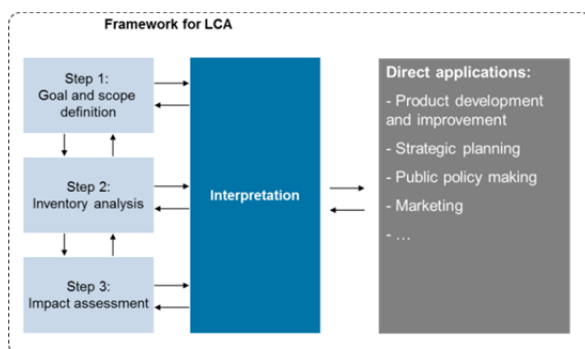 Framework for LCA
Step 1:
Goal and scope
definition
Step 2:
Inventory analysis
Step 3:
Impact assessment
Interpretation
Direct applications:
- Product development
and improvement
- Strategic planning
- Public policy making
- Marketing
- ...